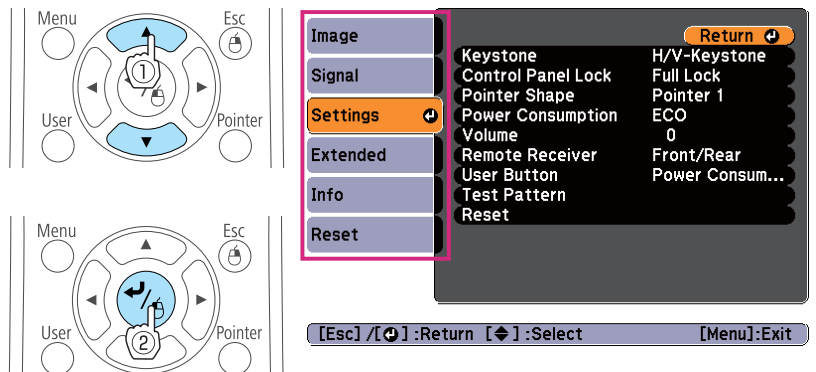 Menu
Esc
1
User
Pointer
Menu
Esc
2
User
Pointer
Image
Signal
Settings
Extended
Info
Reset
Return
Keystone H/V-Keystone
Control Panel Lock Full Lock
Pointer Shape Pointer 1
Power Consumption ECO
Volume 0
Remote Receiver Front/Rear
User Button Power Consum...
Test Pattern
Reset
[Esc] /[ ] :Return [ ] :Select [Menu]:Exit